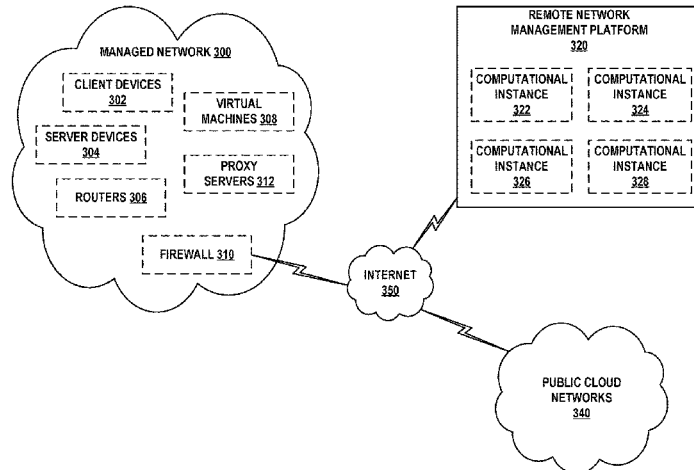 MANAGED NETWORK 300
CLIENT DEVICES
302
VIRTUAL
MACHINES 308
SERVER DEVICES
304
PROXY
SERVERS 312
ROUTERS 306
FIREWALL 310
REMOTE NETWORK
MANAGEMENT PLATFORM
320
COMPUTATIONAL
INSTANCE
322
COMPUTATIONAL
INSTANCE
324
COMPUTATIONAL
INSTANCE
326
COMPUTATIONAL
INSTANCE
328
INTERNET
350
PUBLIC CLOUD
NETWORKS
340